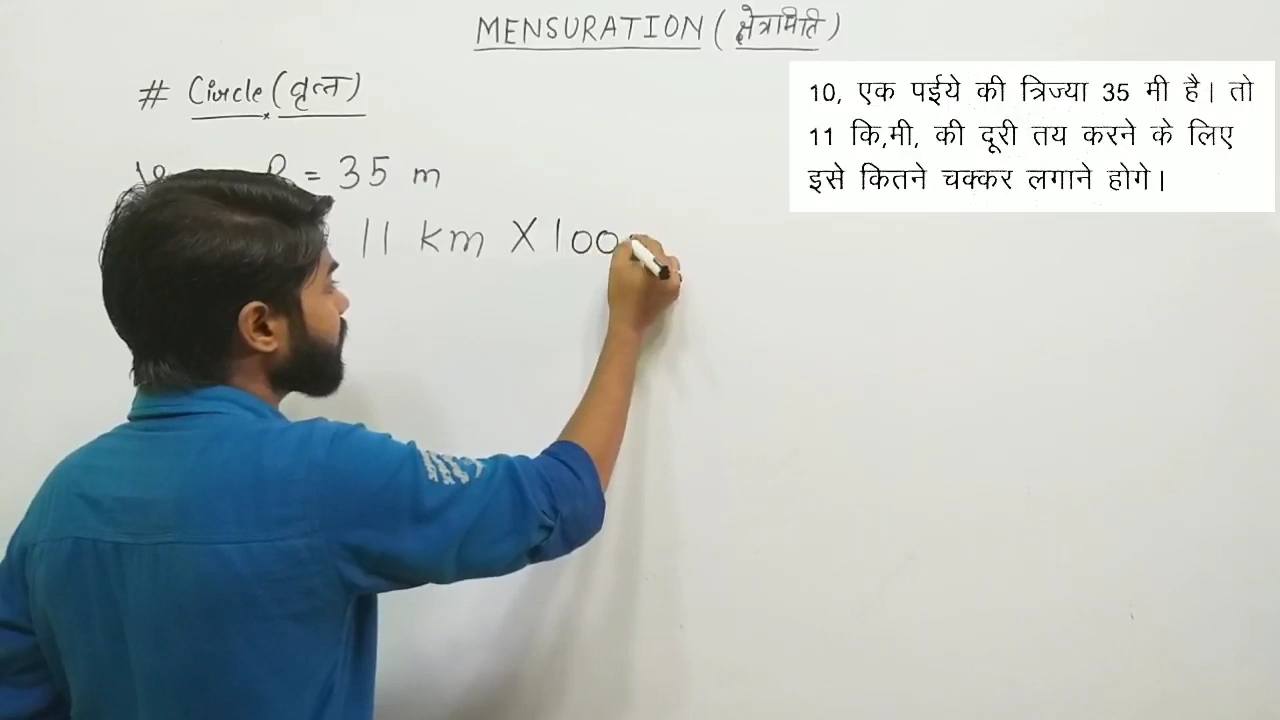 MENSURATION (क्षेत्रमिति)
# Circle (वृत्त)
= 35 m
11 km X 100
10, एक पईये की त्रिज्या 35 मी है। तो
11 कि,मी, की दूरी तय करने के लिए
इसे कितने चक्कर लगाने होगे।